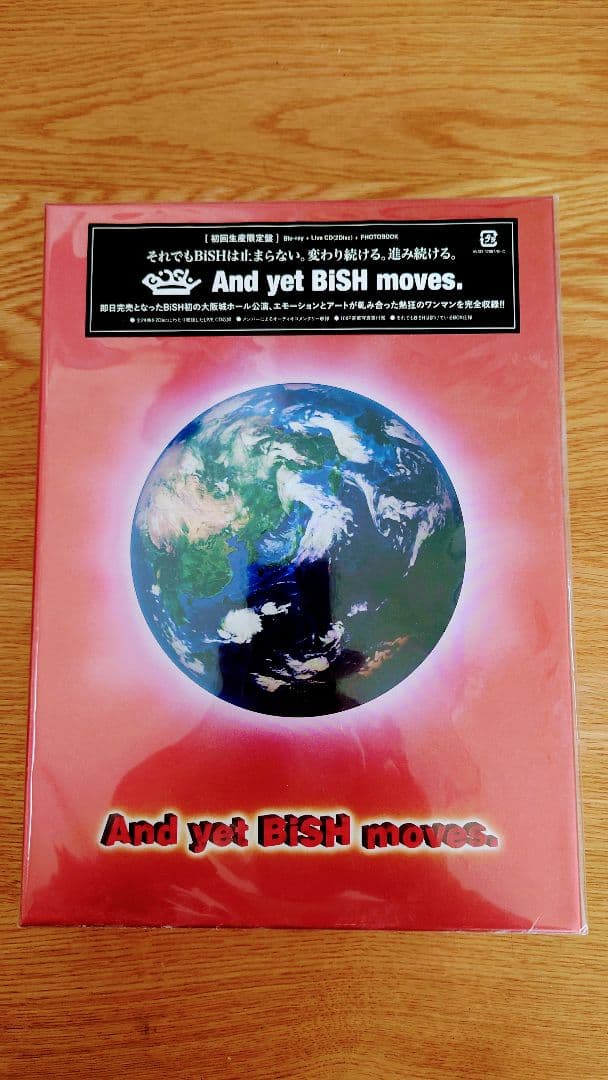 [ 初回生産限定盤 ] Blu-ray + Live CD(2Disc) + PHOTOBOOK
それでもBiSHは止まらない。変わり続ける。進み続ける。
And yet BiSH moves.
即日完売となったBiSH初の大阪城ホール公演、エモーションとアートが軋み合った熱狂のワンマンを完全収録!!
And yet BiSH moves.